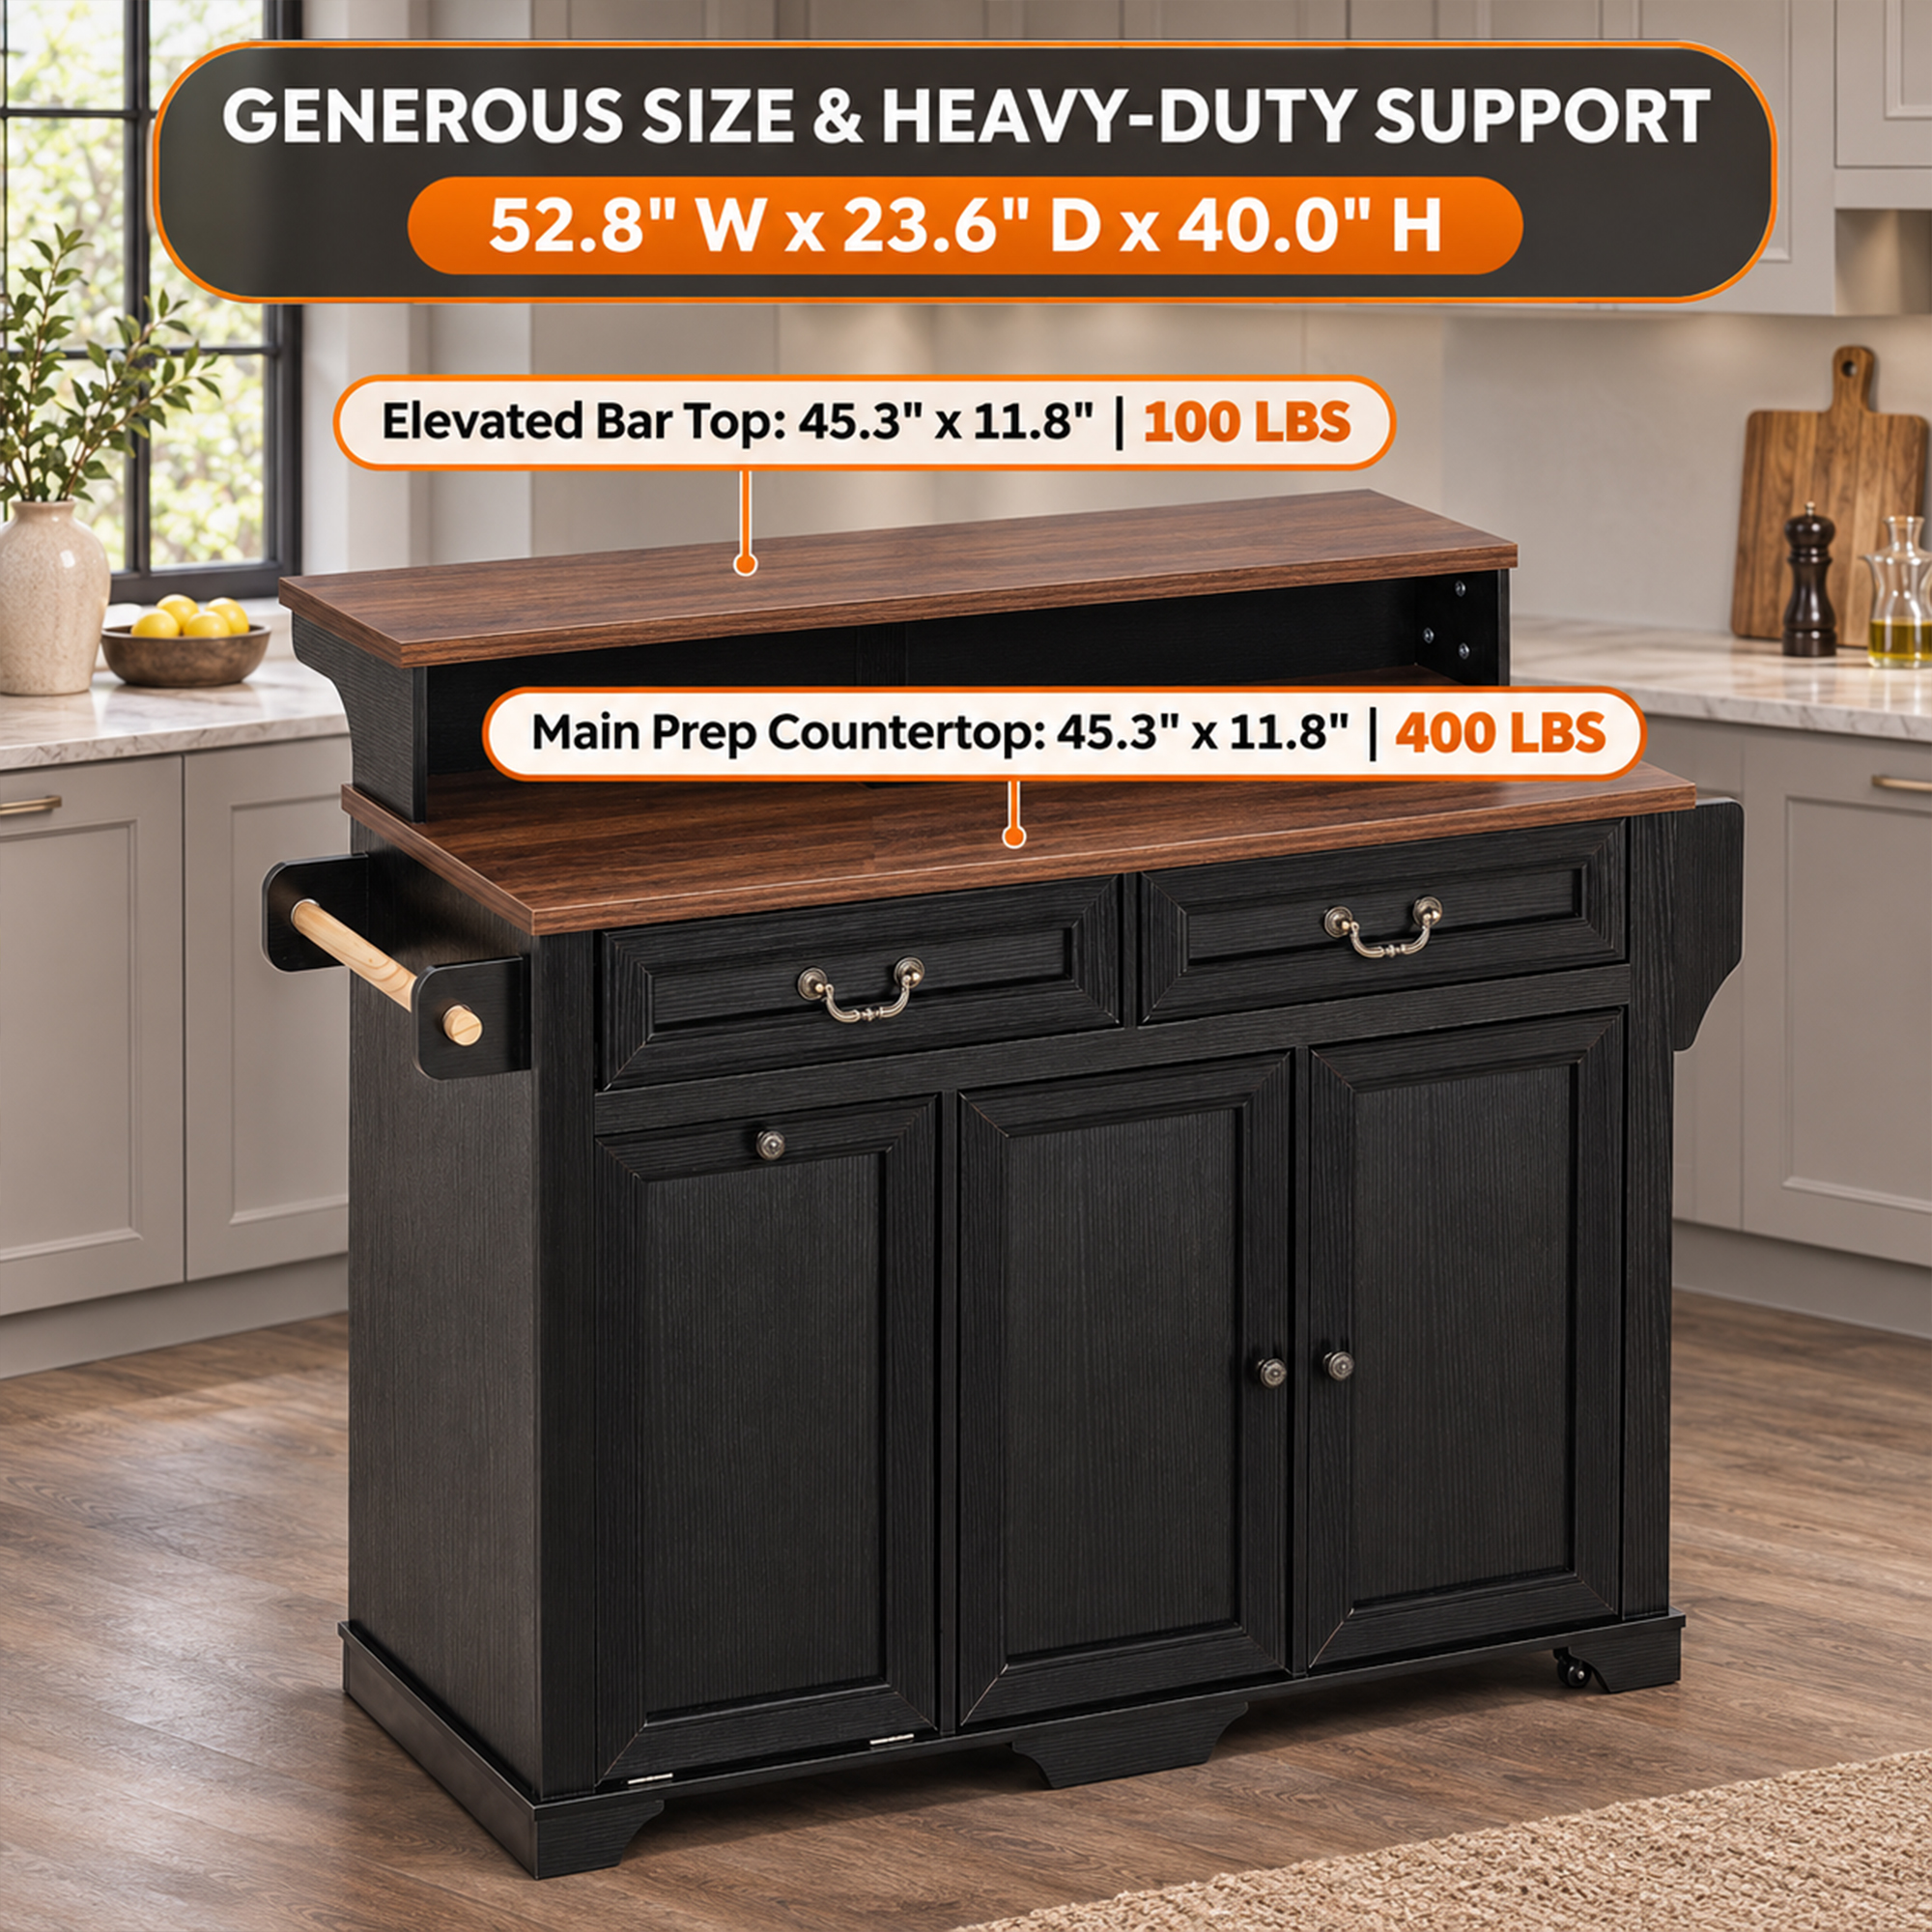 GENEROUS SIZE & HEAVY-DUTY SUPPORT
52.8" W x 23.6" D x 40.0" H
Elevated Bar Top: 45.3" x 11.8" | 100 LBS
Main Prep Countertop: 45.3" x 11.8" | 400 LBS